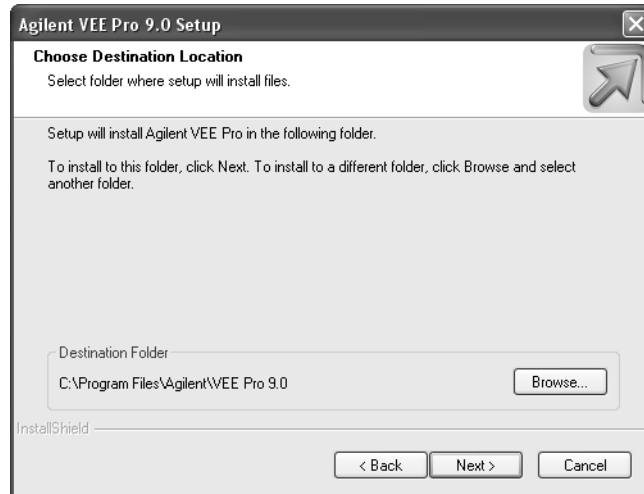 Agilent VEE Pro 9.0 Setup
Choose Destination Location
Select folder where setup will install files.
Setup will install Agilent VEE Pro in the following folder.
To install to this folder, click Next. To install to a different folder, click Browse and select
another folder.
Destination Folder
C:\Program Files\Agilent\VEE Pro 9.0
Browse...
InstallShield
< Back
Next >
Cancel